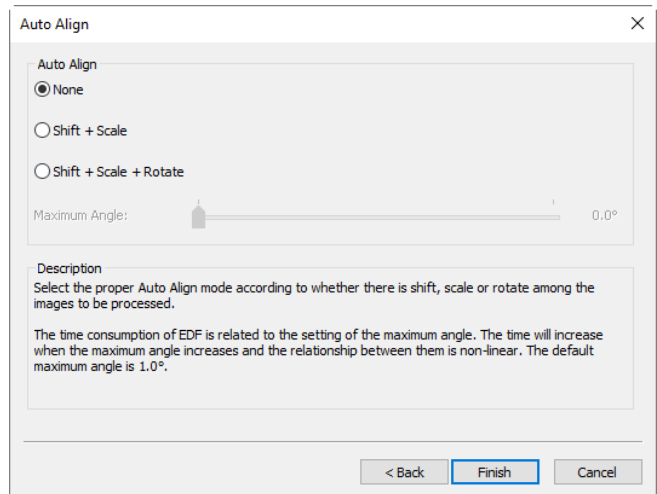 Auto Align
Auto Align
None
Shift + Scale
Shift + Scale + Rotate
Maximum Angle: 0.0°
Description
Select the proper Auto Align mode according to whether there is shift, scale or rotate among the
images to be processed.
The time consumption of EDF is related to the setting of the maximum angle. The time will increase
when the maximum angle increases and the relationship between them is non-linear. The default
maximum angle is 1.0°.
< Back Finish Cancel